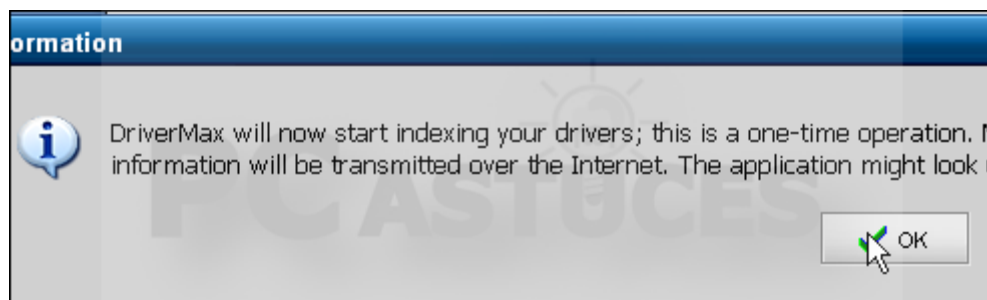 ormation
DriverMax will now start indexing your drivers; this is a one-time operation.
information will be transmitted over the Internet. The application might look
OK
PC ASTUCES